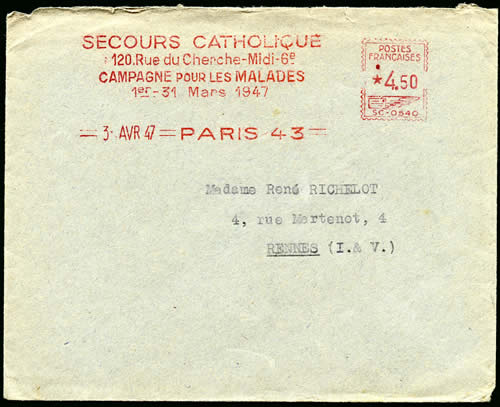 SECOURS CATHOLIQUE
120.Rue du Cherche-Midi-6e
CAMPAGNE POUR LES MALADES
1er-31 Mars 1947
3 AVR 47 PARIS 43
POSTES
FRANÇAISES
*4.50
SC-0540
Madame René RICHELOT
4, rue Martenot, 4
RENNES (I.& V.)